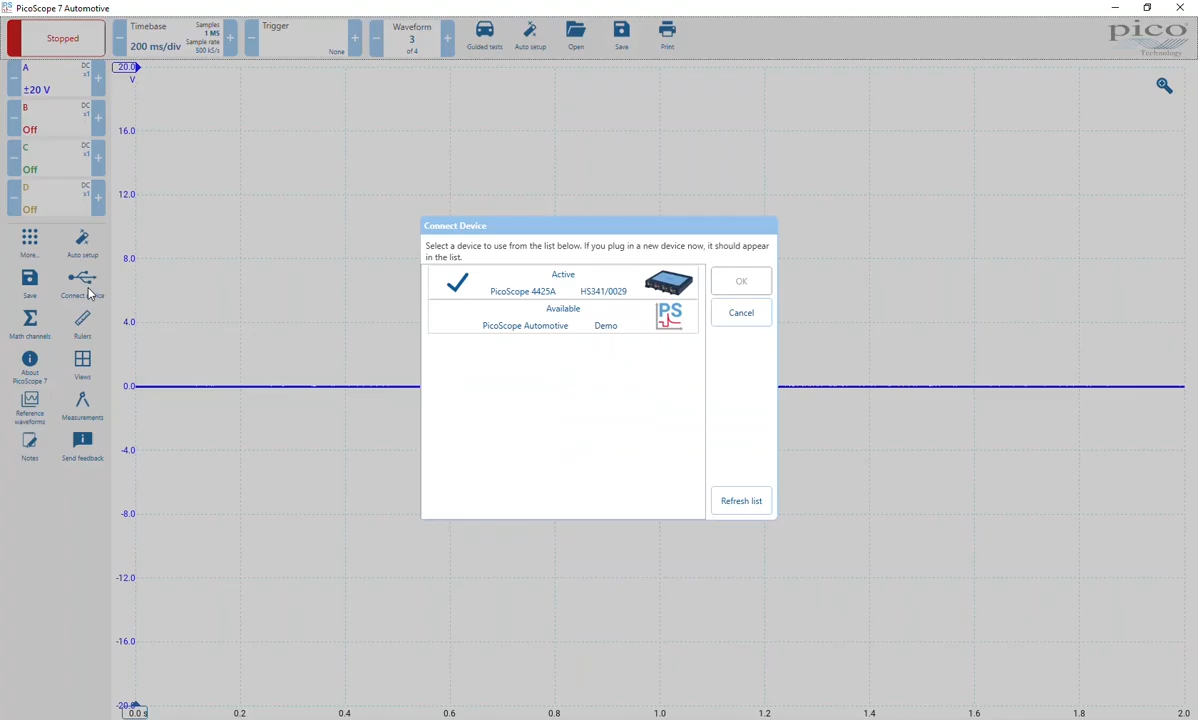 PS PicoScope 7 Automotive
Stopped
Timebase
200 ms/div
Samples
1 MS
Sample rate
500 kS/s
Trigger
None
Waveform
3
of 4
Guided tests
Auto setup
Open
Save
Print
pico
Technology
A
DC
x1
±20 V
B
DC
x1
Off
C
DC
x1
Off
D
DC
x1
Off
More...
Auto setup
Save
Math channels
Rulers
About
PicoScope 7
Views
Reference
waveforms
Measurements
Notes
Send feedback
20.0
V
16.0
12.0
8.0
4.0
0.0
-4.0
-8.0
-12.0
-16.0
-20.0
0.0 s
0.2
0.4
0.6
0.8
1.0
1.2
1.4
1.6
1.8
2.0
Connect Device
Select a device to use from the list below. If you plug in a new device now, it should appear
in the list.
Active
PicoScope 4425A HS341/0029
Available
PicoScope Automotive Demo
PS
OK
Cancel
Refresh list